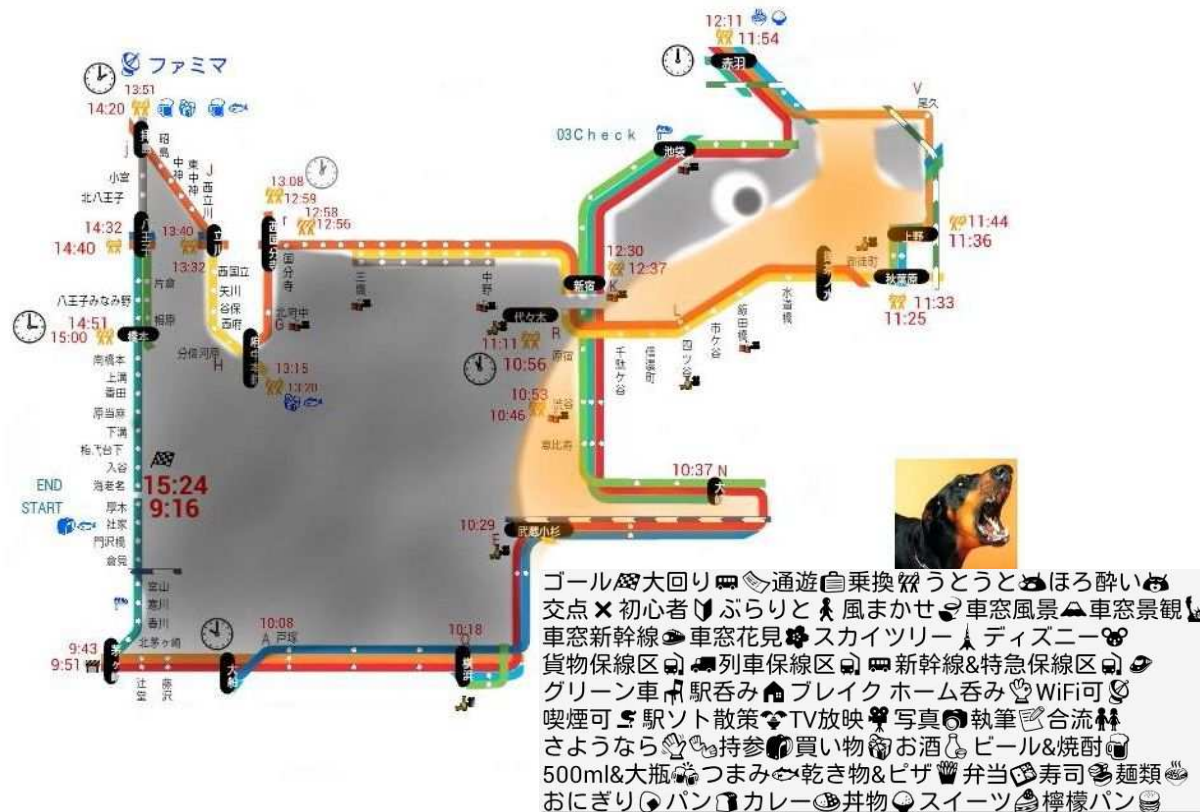 12:11
11:54
赤羽
ファミマ
13:51
14:20
V
尾久
03Check
池袋
昭島
中神
東中神
J
西立川
小宮
北八王子
13:08
12:59
12:58
12:56
14:32
14:40
八王子
13:40
立川
13:32
西国分寺
国分寺
12:30
12:37
K
新宿
三鷹
中野
11:44
11:36
上野
御徒町
秋葉原
11:33
11:25
水道橋
飯田橋
市ケ谷
L
四ツ谷
信濃町
千駄ケ谷
代々木
R
11:11
10:56
原宿
10:53
10:46
渋谷
恵比寿
片倉
八王子みなみ野
相原
14:51
15:00
橋本
西国立
矢川
谷保
西府
分倍河原
H
北府中
G
府中本町
13:15
13:20
南橋本
上溝
番田
原当麻
下溝
相武台下
入谷
海老名
厚木
社家
門沢橋
倉見
END
START
15:24
9:16
10:37 N
10:29
武蔵小杉
宮山
寒川
香川
北茅ヶ崎
9:43
9:51
茅ヶ崎
辻堂
藤沢
大船
A
10:08
戸塚
10:18
横浜
ゴール 大回り 通遊 乗換 うとうと ほろ酔い
交点 初心者 ぶらりと 風まかせ 車窓風景 車窓景観
車窓新幹線 車窓花見 スカイツリー ディズニー
貨物保線区 列車保線区 新幹線&特急保線区
グリーン車 駅呑み ブレイク ホーム呑み WiFi可
喫煙可 駅ソト散策 TV放映 写真 執筆 合流
さようなら 持参 買い物 お酒 ビール&焼酎
500ml&大瓶 つまみ 乾き物&ピザ 弁当 寿司 麺類
おにぎり パン カレー 丼物 スイーツ 檸檬パン